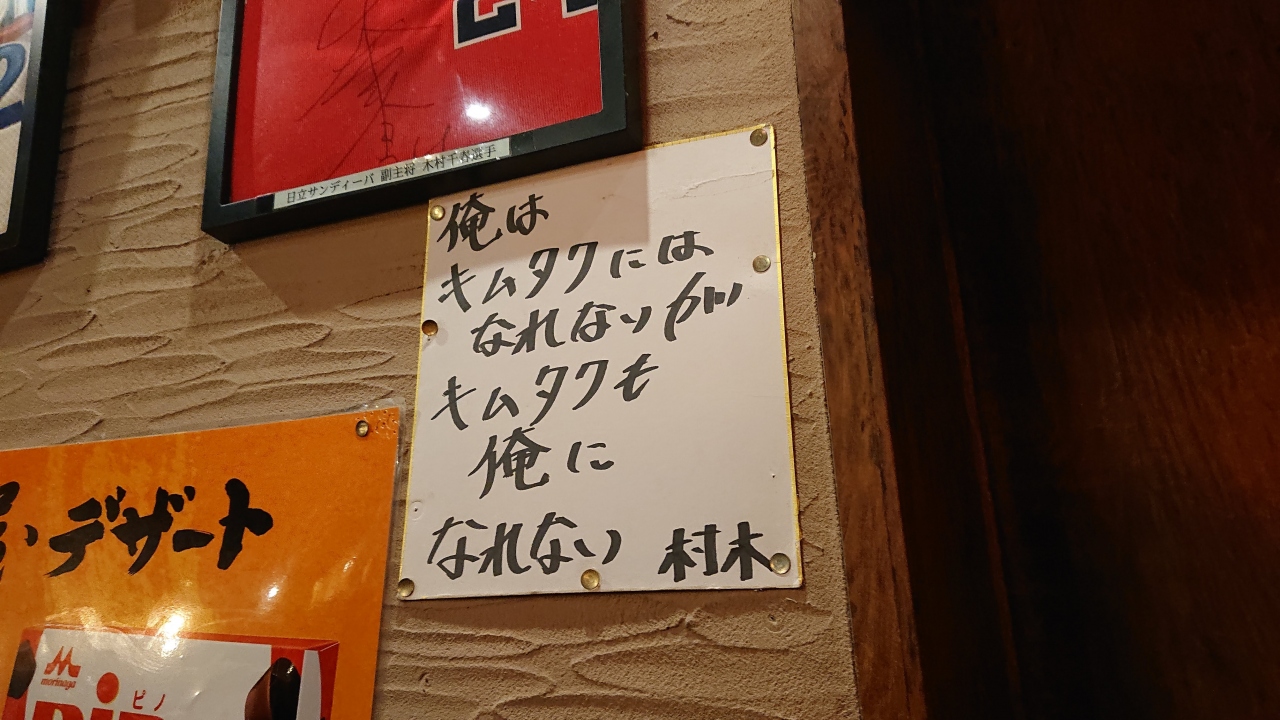 日立サンディーバ 副主将 木村千春選手
俺は
キムタクには
なれないが
キムタクも
俺に
なれない 村木
・デザート
morinaga
ピノ